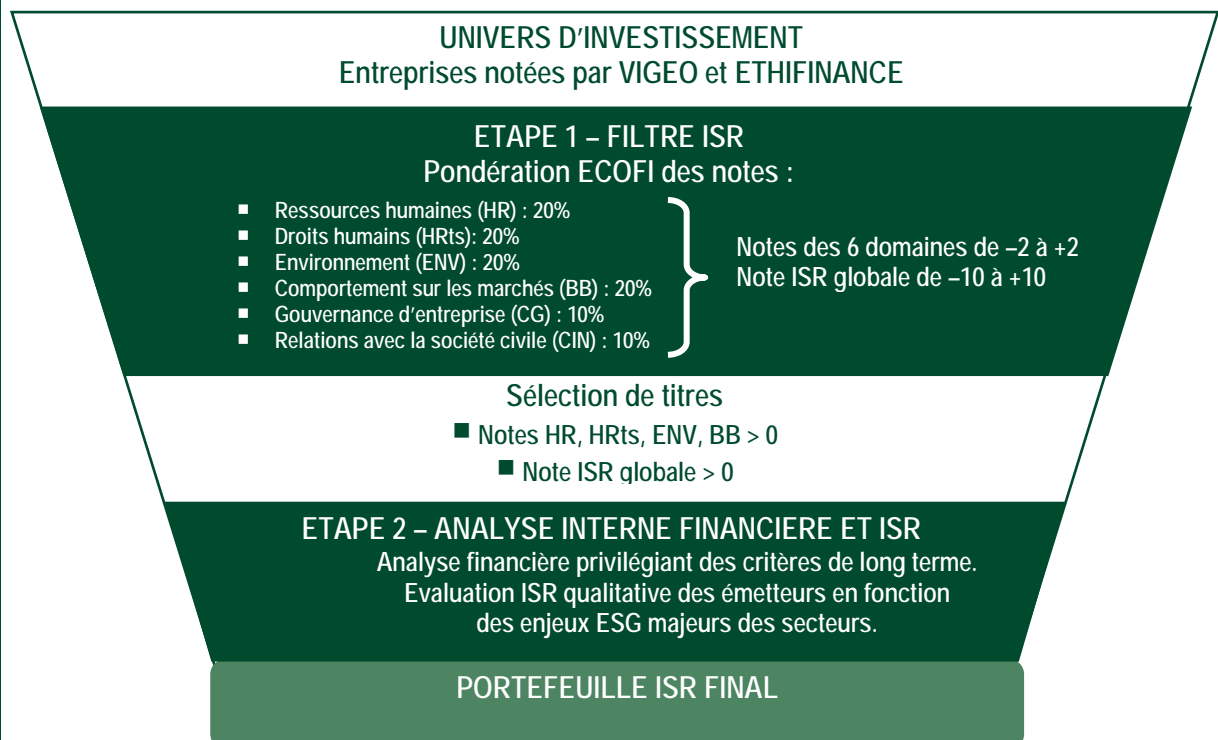 UNIVERS D'INVESTISSEMENT
Entreprises notées par VIGEO et ETHIFINANCE
ETAPE 1 – FILTRE ISR
Pondération ECOFI des notes :
▪ Ressources humaines (HR) : 20%
▪ Droits humains (HRts): 20%
▪ Environnement (ENV) : 20%
▪ Comportement sur les marchés (BB) : 20%
▪ Gouvernance d'entreprise (CG) : 10%
▪ Relations avec la société civile (CIN) : 10%
Notes des 6 domaines de –2 à +2
Note ISR globale de –10 à +10
Sélection de titres
▪ Notes HR, HRts, ENV, BB > 0
▪ Note ISR globale > 0
ETAPE 2 – ANALYSE INTERNE FINANCIERE ET ISR
Analyse financière privilégiant des critères de long terme.
Evaluation ISR qualitative des émetteurs en fonction
des enjeux ESG majeurs des secteurs.
PORTEFEUILLE ISR FINAL